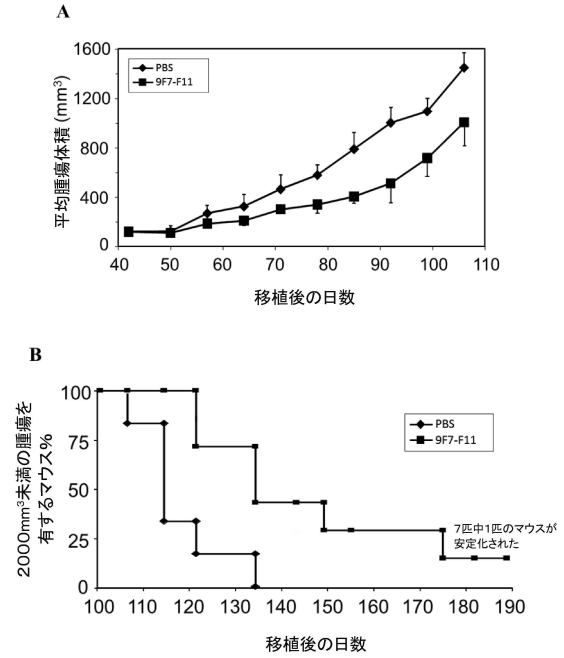 A
1600
1200
800
400
0
平均腫瘍体積 (mm³)
PBS
9F7-F11
40 50 60 70 80 90 100 110
移植後の日数
B
100
75
50
25
0
2000mm³未満の腫瘍を
有するマウス%
PBS
9F7-F11
7匹中1匹のマウスが
安定化された
100 110 120 130 140 150 160 170 180 190
移植後の日数